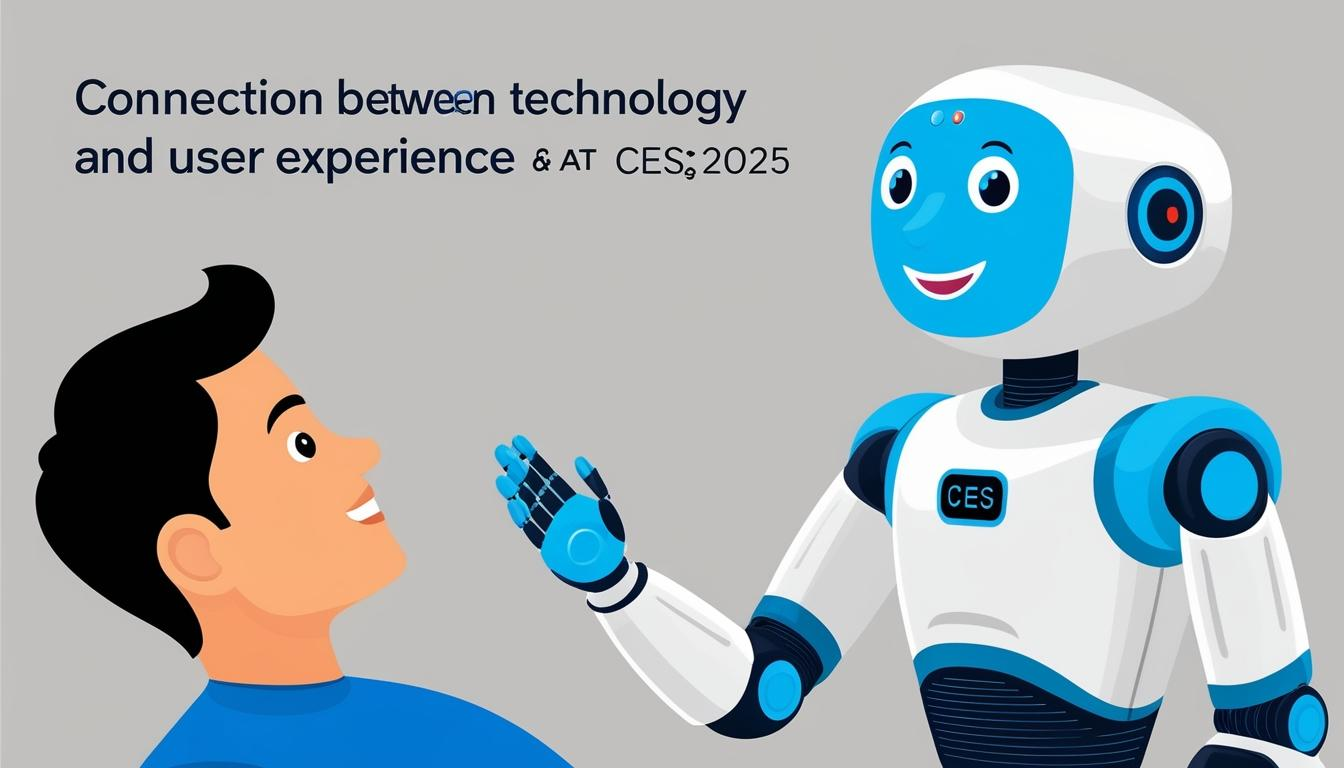 Connection between technology
and user experience & AT CES; 2025
CES